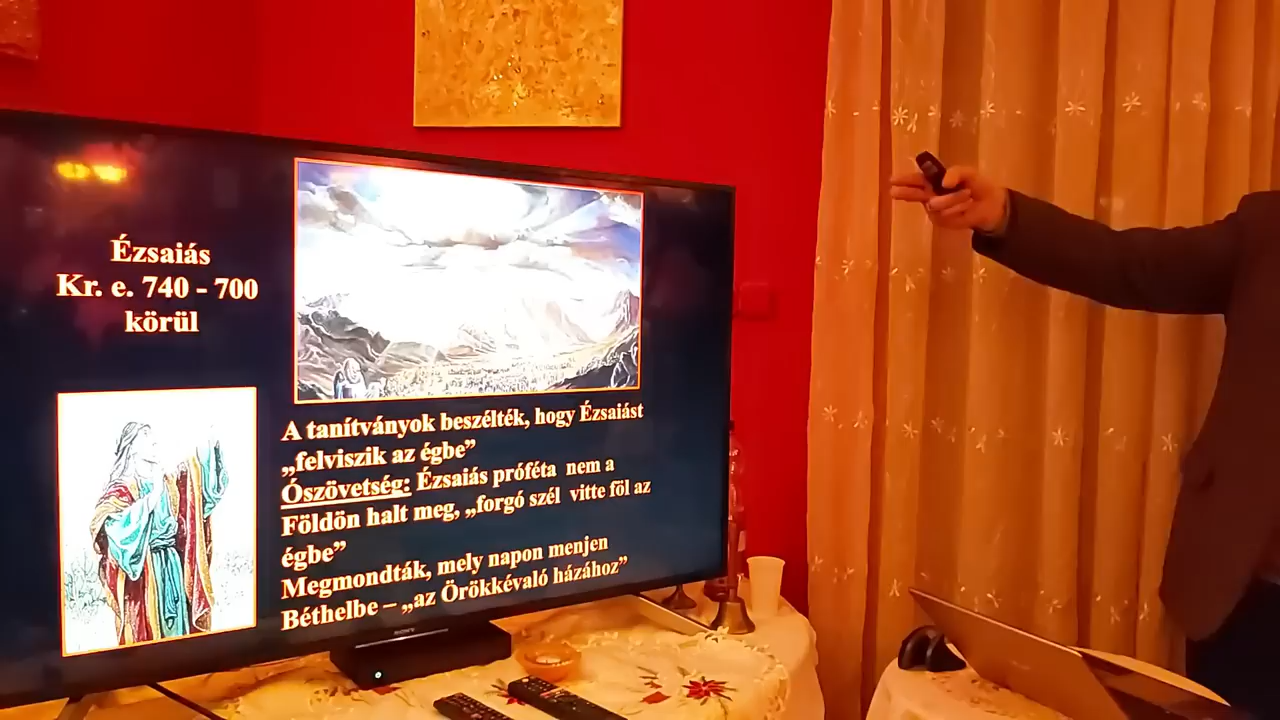 Ézsaiás
Kr. e. 740 - 700
körül
A tanítványok beszélték, hogy Ézsaiást
„felviszik az égbe”
Ószövetség: Ézsaiás próféta nem a
Földön halt meg, „forgó szél vitte föl az
égbe”
Megmondták, mely napon menjen
Béthelbe – „az Örökkévaló házához”
SONY